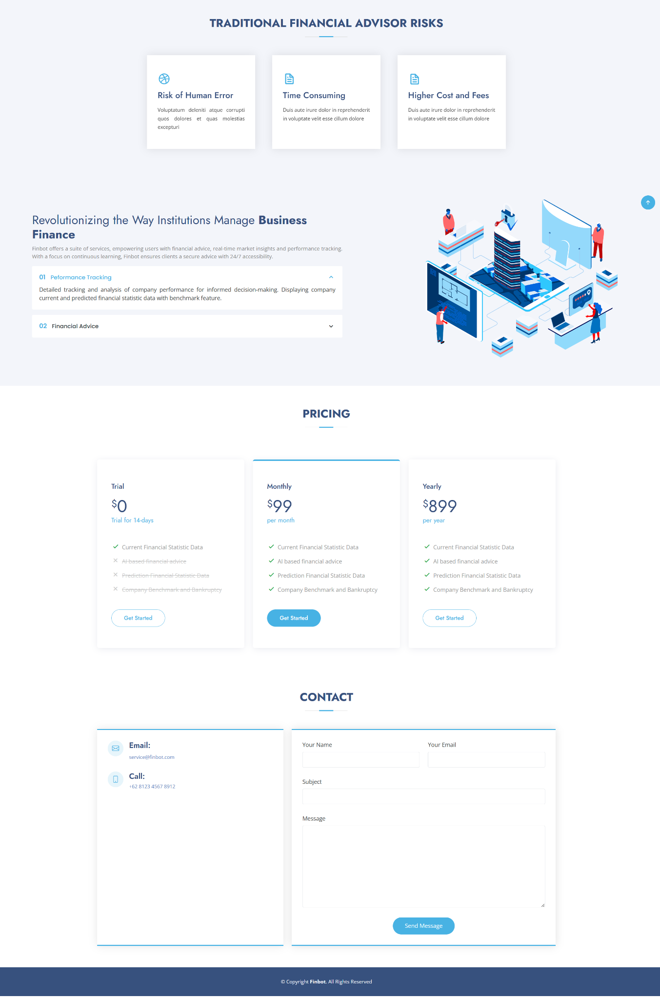 TRADITIONAL FINANCIAL ADVISOR RISKS
Risk of Human Error
Voluptatum deleniti atque corrupti
quos dolores et quas molestias
excepturi
Time Consuming
Duis aute irure dolor in reprehenderit
in voluptate velit esse cillum dolore
Higher Cost and Fees
Duis aute irure dolor in reprehenderit
in voluptate velit esse cillum dolore
Revolutionizing the Way Institutions Manage Business
Finance
Finbot offers a suite of services, empowering users with financial advice, real-time market insights and performance tracking.
With a focus on continuous learning, Finbot ensures clients a secure advice with 24/7 accessibility.
01 Peformance Tracking
Detailed tracking and analysis of company performance for informed decision-making. Displaying company
current and predicted financial statistic data with benchmark feature.
02 Financial Advice
PRICING
Trial
$0
Trial for 14-days
Current Financial Statistic Data
AI based financial advice
Prediction Financial Statistic Data
Company Benchmark and Bankruptcy
Get Started
Monthly
$99
per month
Current Financial Statistic Data
AI based financial advice
Prediction Financial Statistic Data
Company Benchmark and Bankruptcy
Get Started
Yearly
$899
per year
Current Financial Statistic Data
AI based financial advice
Prediction Financial Statistic Data
Company Benchmark and Bankruptcy
Get Started
CONTACT
Email:
service@finbot.com
Call:
+62 8123 4567 8912
Your Name
Your Email
Subject
Message
Send Message
© Copyright Finbot. All Rights Reserved